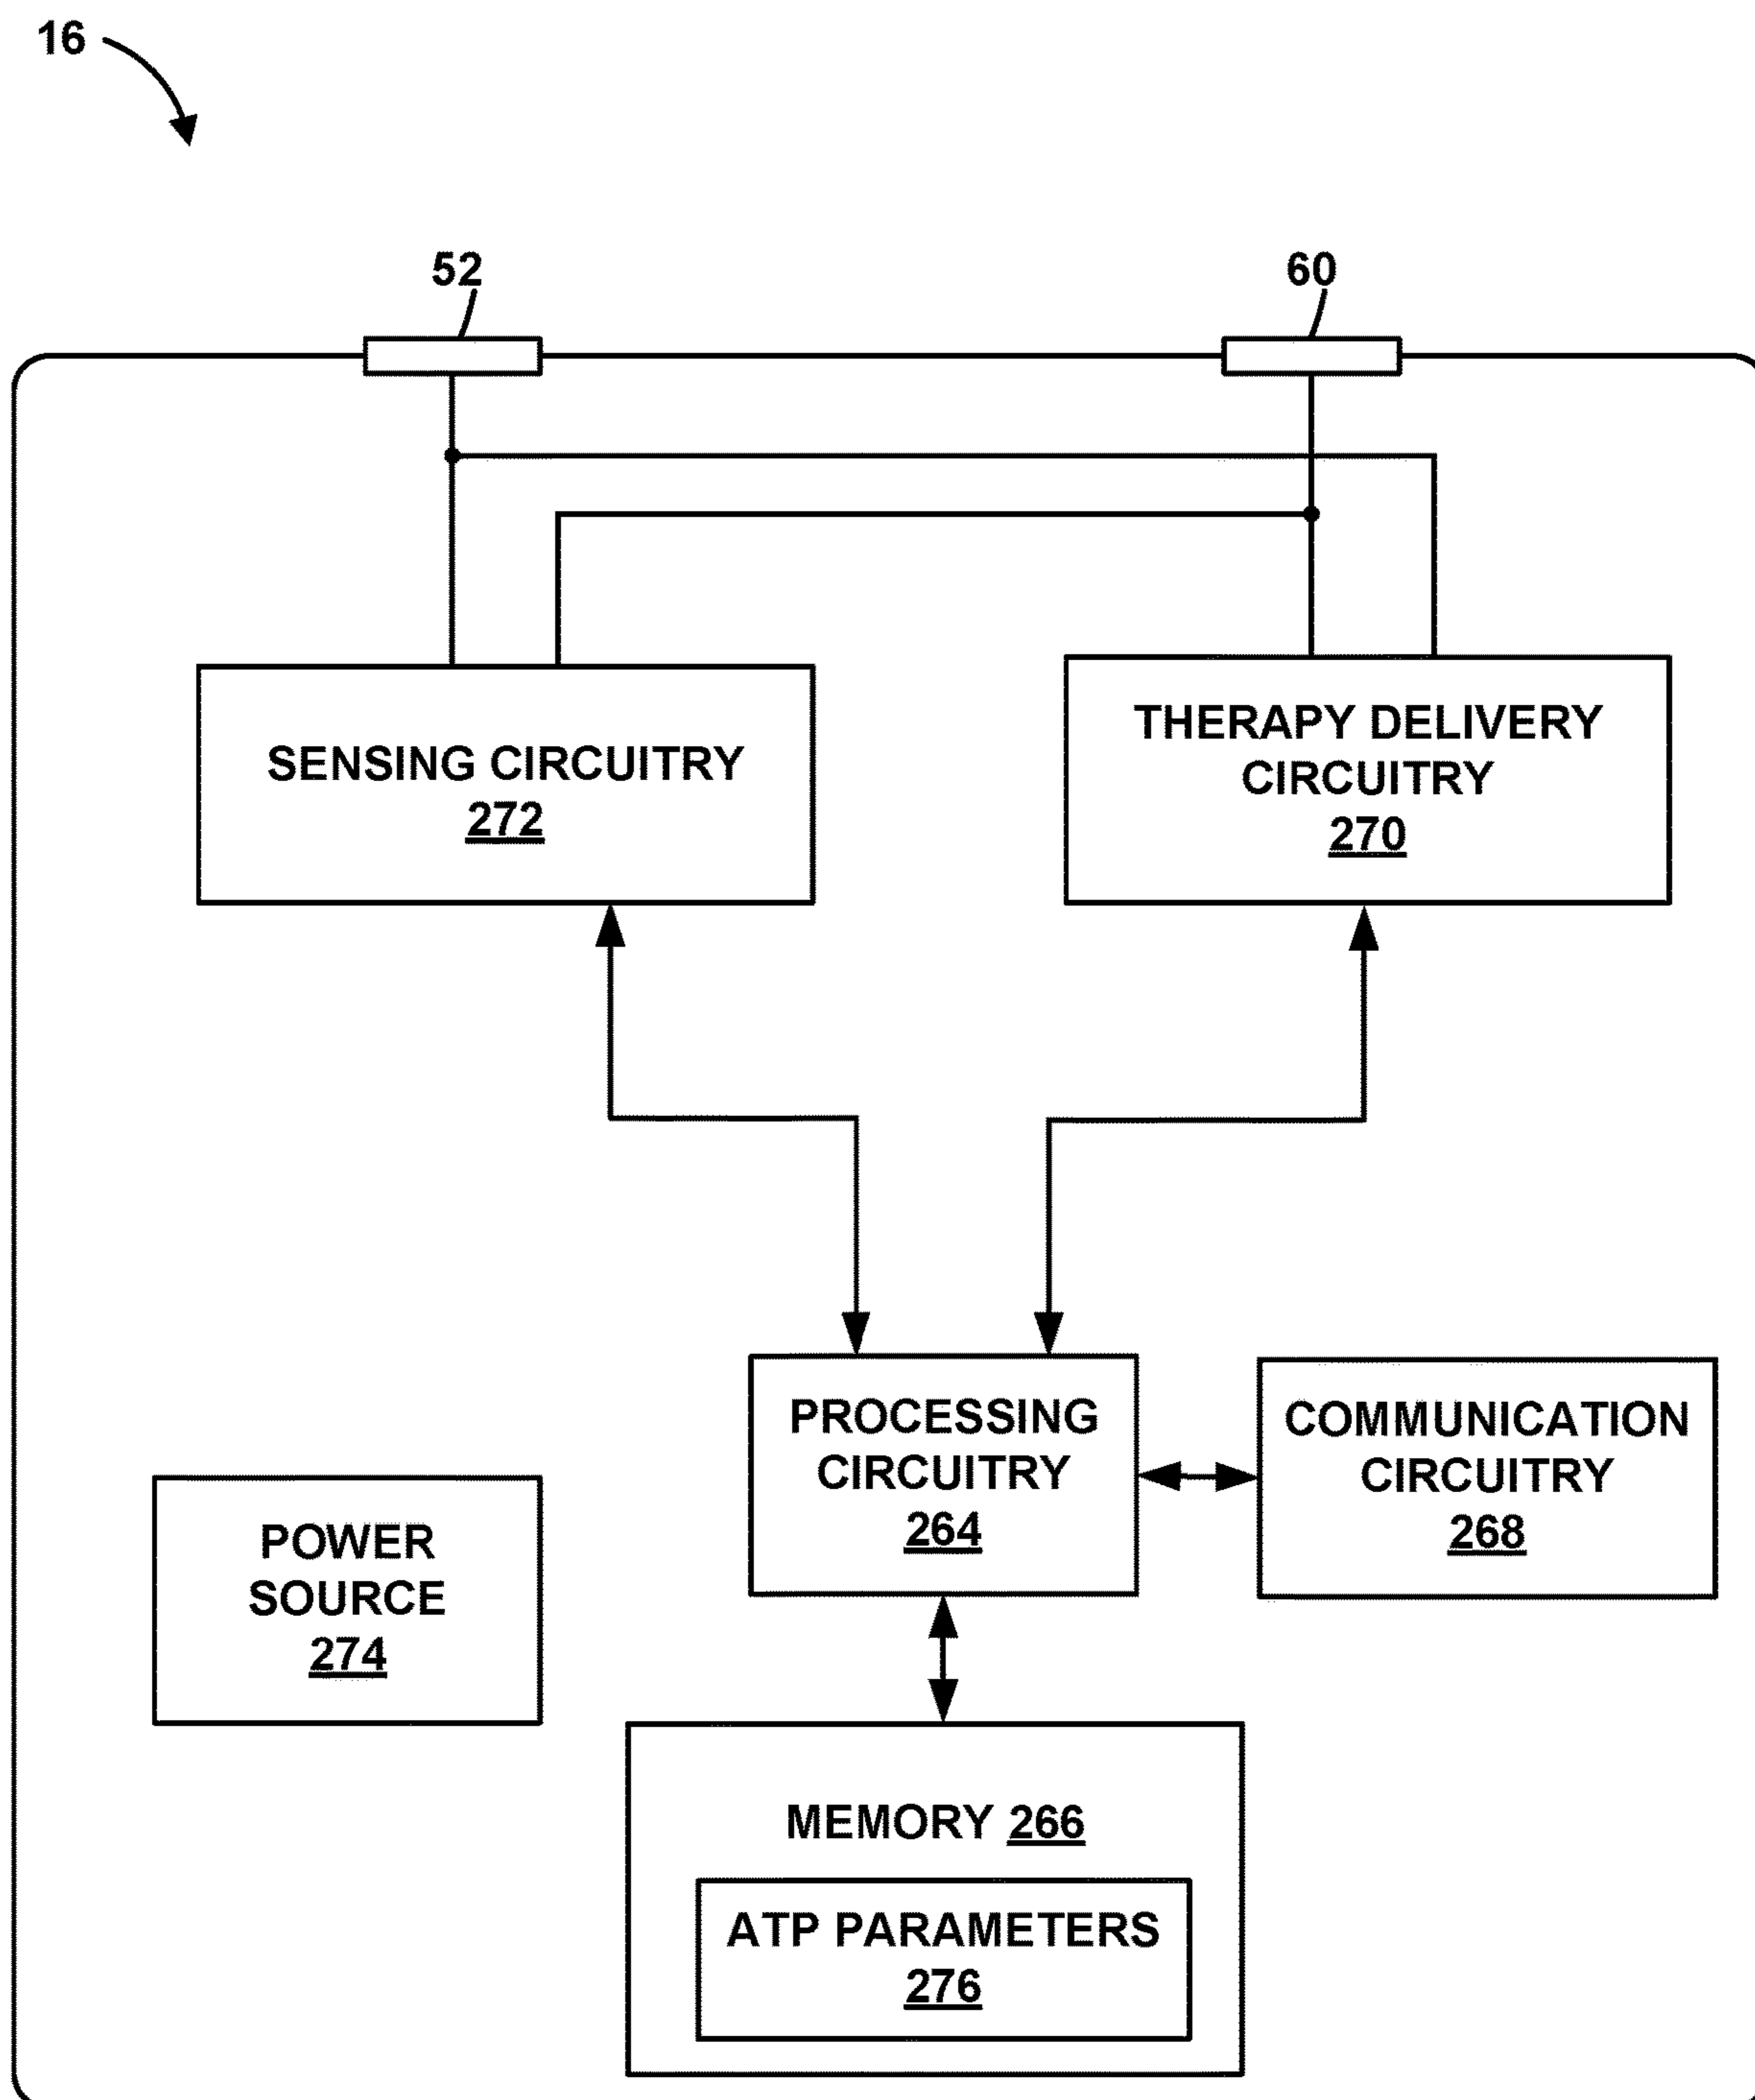 16
52
60
SENSING CIRCUITRY
272
THERAPY DELIVERY
CIRCUITRY
270
PROCESSING
CIRCUITRY
264
COMMUNICATION
CIRCUITRY
268
POWER
SOURCE
274
MEMORY 266
ATP PARAMETERS
276